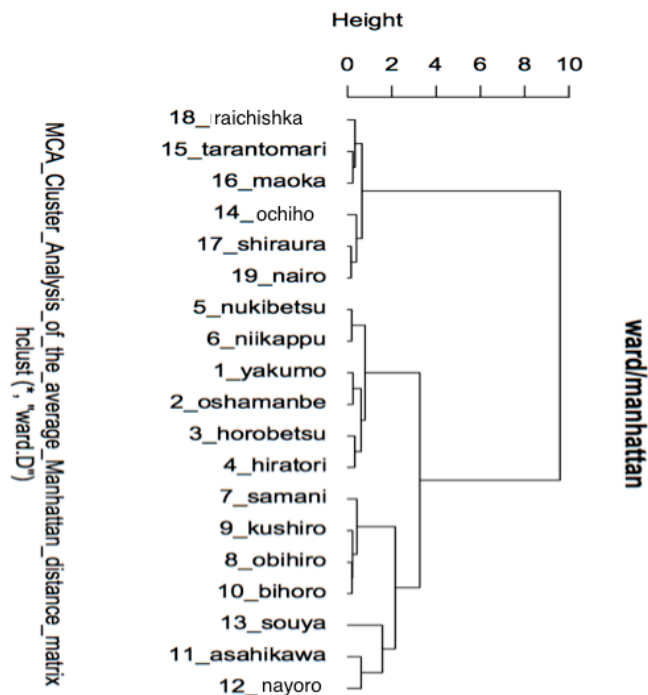 Height
0 2 4 6 8 10
18_raichishka
15_tarantomari
16_maoka
14_ochiho
17_shiraura
19_nairo
5_nukibetsu
6_niikappu
1_yakumo
2_oshamanbe
3_horobetsu
4_hiratori
7_samani
9_kushiro
8_obihiro
10_bihoro
13_souya
11_asahikawa
12_nayoro
ward/manhattan
MCA_Cluster_Analysis_of_the_average_Manhattan_distance_matrix
hclust (*, "ward.D")